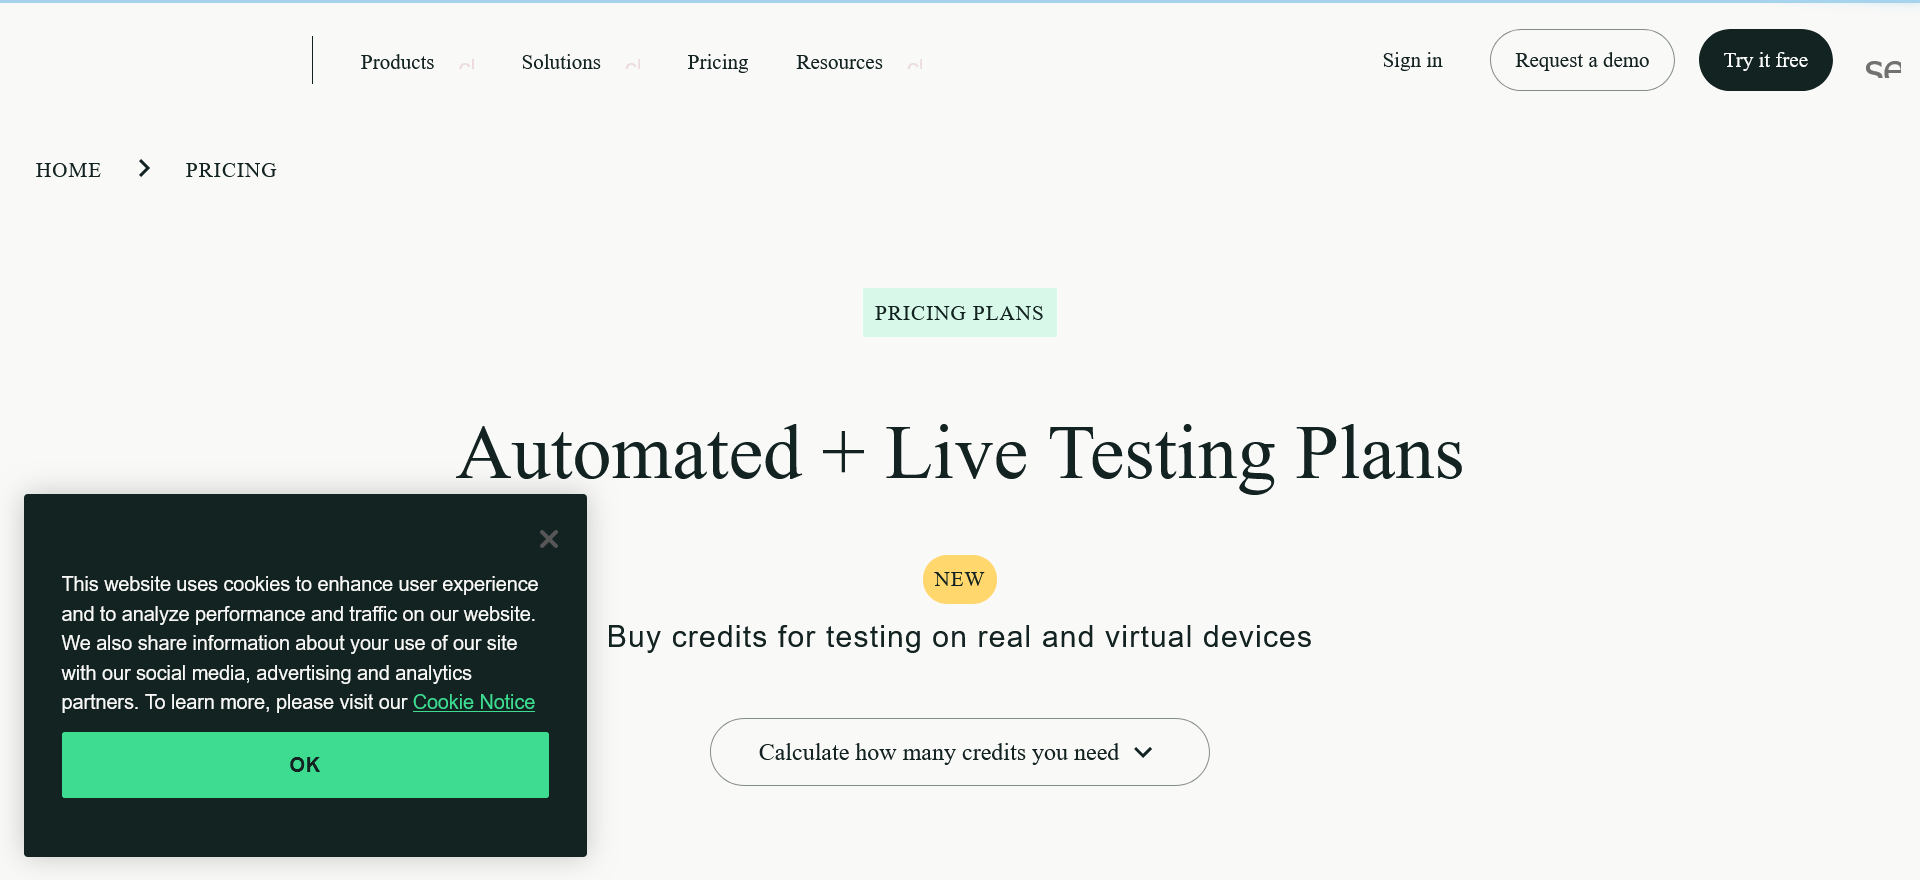 Products
Solutions
Pricing
Resources
Sign in
Request a demo
Try it free
HOME
PRICING
PRICING PLANS
Automated + Live Testing Plans
NEW
Buy credits for testing on real and virtual devices
Calculate how many credits you need
This website uses cookies to enhance user experience
and to analyze performance and traffic on our website.
We also share information about your use of our site
with our social media, advertising and analytics
partners. To learn more, please visit our Cookie Notice
OK